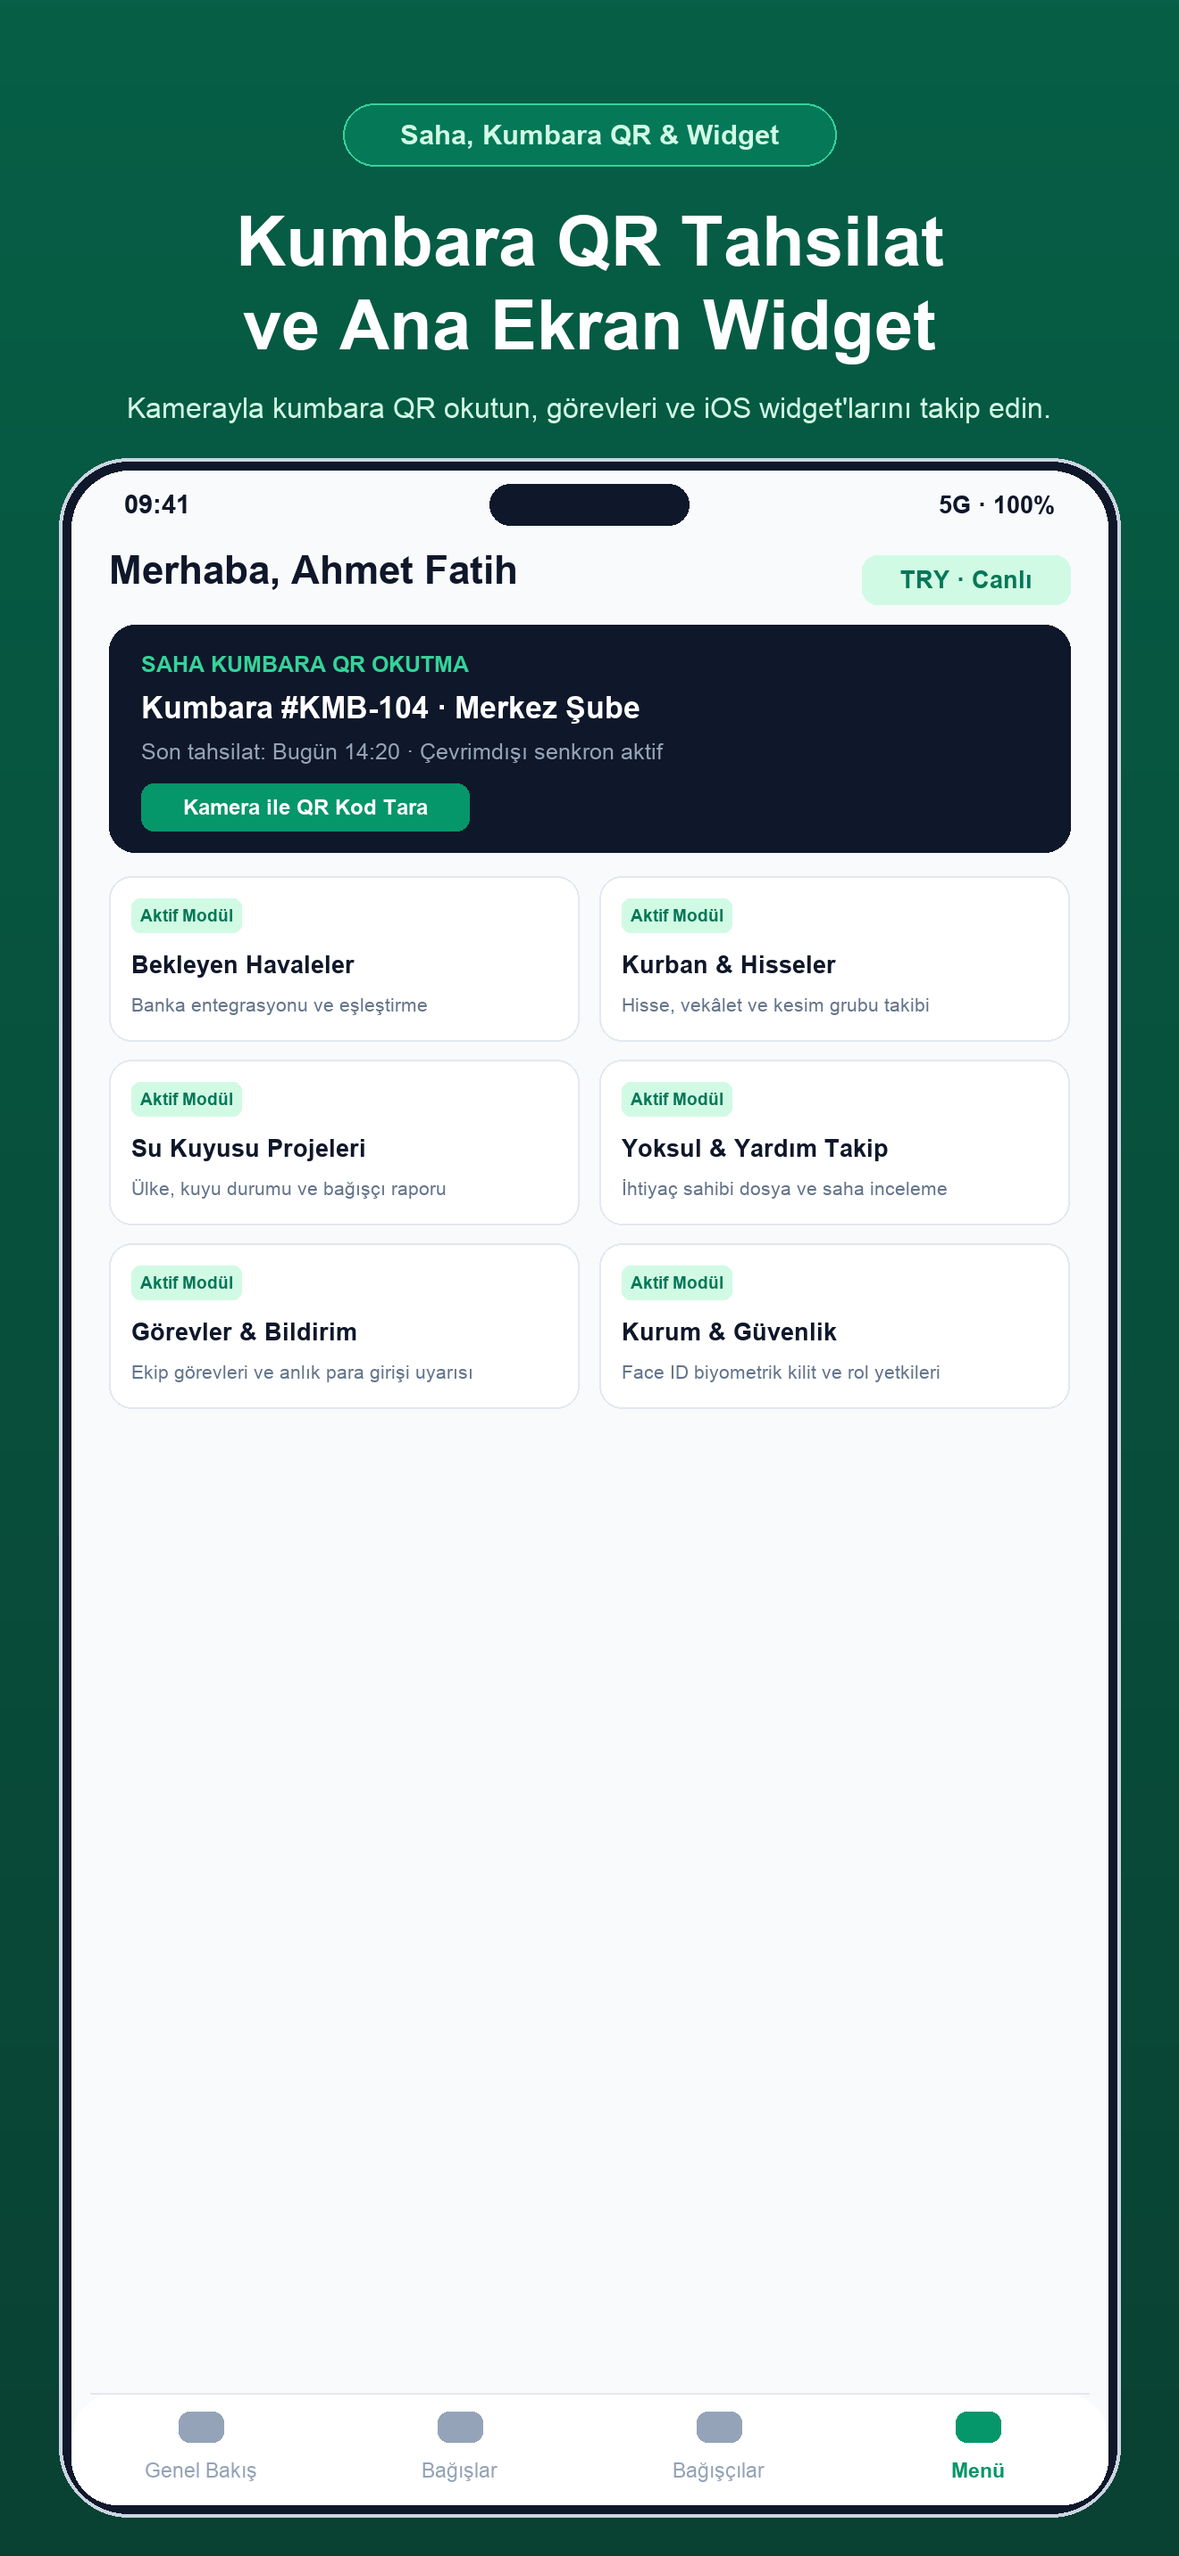 Saha, Kumbara QR & Widget
Kumbara QR Tahsilat
ve Ana Ekran Widget
Kamerayla kumbara QR okutun, görevleri ve iOS widget'larını takip edin.
09:41
5G · 100%
Merhaba, Ahmet Fatih
TRY · Canlı
SAHA KUMBARA QR OKUTMA
Kumbara #KMB-104 · Merkez Şube
Son tahsilat: Bugün 14:20 · Çevrimdışı senkron aktif
Kamera ile QR Kod Tara
Aktif Modül
Bekleyen Havaleler
Banka entegrasyonu ve eşleştirme
Aktif Modül
Kurban & Hisseler
Hisse, vekâlet ve kesim grubu takibi
Aktif Modül
Su Kuyusu Projeleri
Ülke, kuyu durumu ve bağışçı raporu
Aktif Modül
Yoksul & Yardım Takip
İhtiyaç sahibi dosya ve saha inceleme
Aktif Modül
Görevler & Bildirim
Ekip görevleri ve anlık para girişi uyarısı
Aktif Modül
Kurum & Güvenlik
Face ID biyometrik kilit ve rol yetkileri
Genel Bakış
Bağışlar
Bağışçılar
Menü